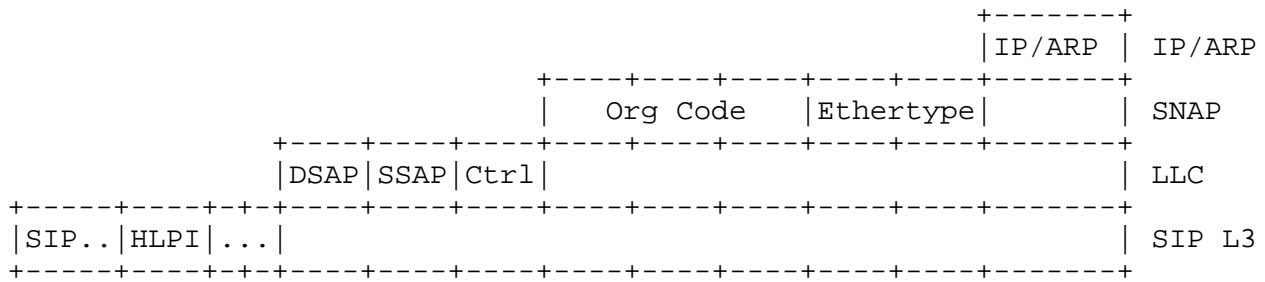 +-------+
|IP/ARP | IP/ARP
+----+----+----+----+----+-------+
| Org Code |Ethertype| | SNAP
+----+----+----+----+----+----+----+----+-------+
|DSAP|SSAP|Ctrl| | LLC
+-----+----+-+-+----+----+----+----+----+----+----+----+-------+
|SIP..|HLPI|...| | SIP L3
+-----+----+-+-+----+----+----+----+----+----+----+----+-------+